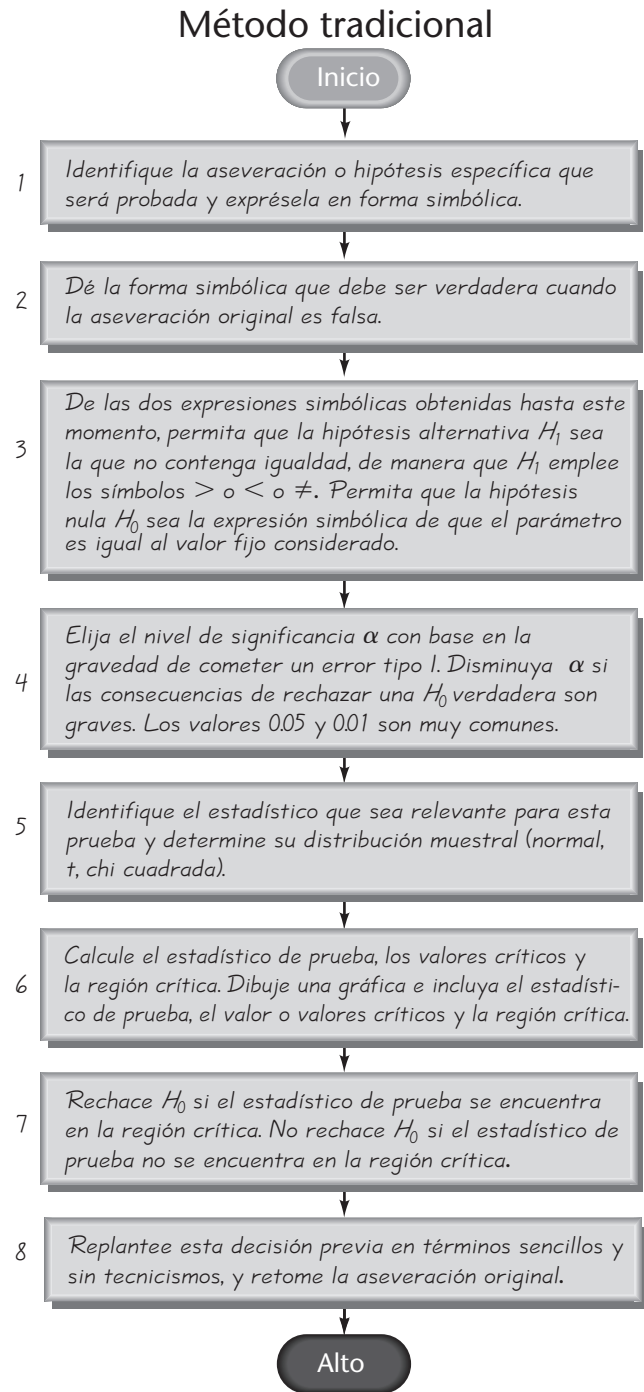 Método tradicional
Inicio
1
Identifique la aseveración o hipótesis específica que
será probada y exprésela en forma simbólica.
2
Dé la forma simbólica que debe ser verdadera cuando
la aseveración original es falsa.
3
De las dos expresiones simbólicas obtenidas hasta este
momento, permita que la hipótesis alternativa H₁ sea
la que no contenga igualdad, de manera que H₁ emplee
los símbolos > o < o ≠. Permita que la hipótesis
nula H₀ sea la expresión simbólica de que el parámetro
es igual al valor fijo considerado.
4
Elija el nivel de significancia α con base en la
gravedad de cometer un error tipo I. Disminuya α si
las consecuencias de rechazar una H₀ verdadera son
graves. Los valores 0.05 y 0.01 son muy comunes.
5
Identifique el estadístico que sea relevante para esta
prueba y determine su distribución muestral (normal,
t, chi cuadrada).
6
Calcule el estadístico de prueba, los valores críticos y
la región crítica. Dibuje una gráfica e incluya el estadísti-
co de prueba, el valor o valores críticos y la región crítica.
7
Rechace H₀ si el estadístico de prueba se encuentra
en la región crítica. No rechace H₀ si el estadístico de
prueba no se encuentra en la región crítica.
8
Replantee esta decisión previa en términos sencillos y
sin tecnicismos, y retome la aseveración original.
Alto